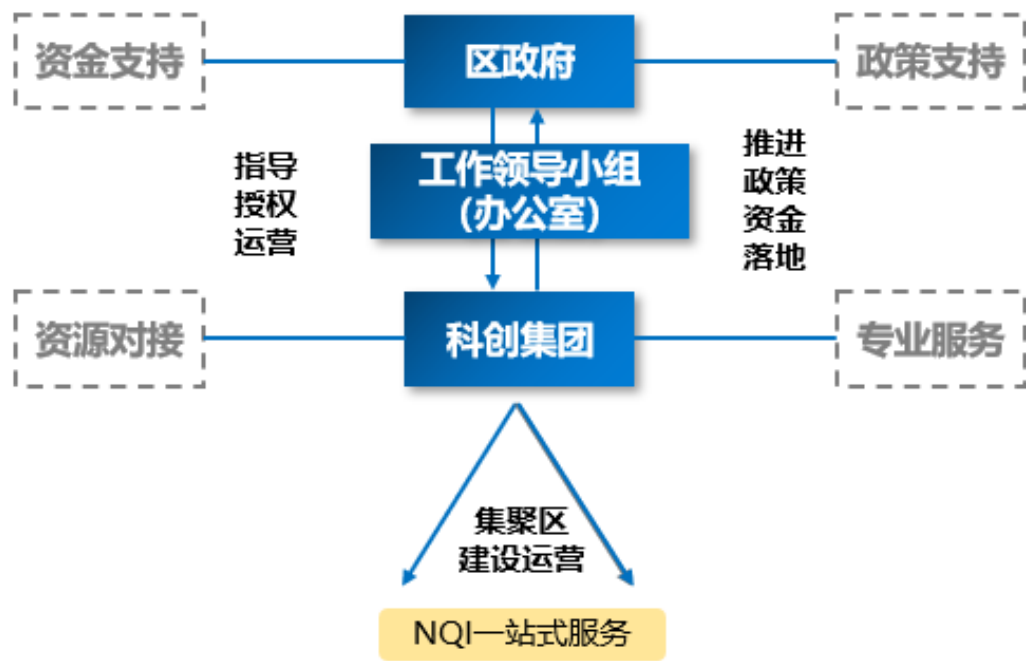 资金支持
区政府
政策支持
指导
授权
运营
工作领导小组
(办公室)
推进
政策
资金
落地
资源对接
科创集团
专业服务
集聚区
建设运营
NQI一站式服务